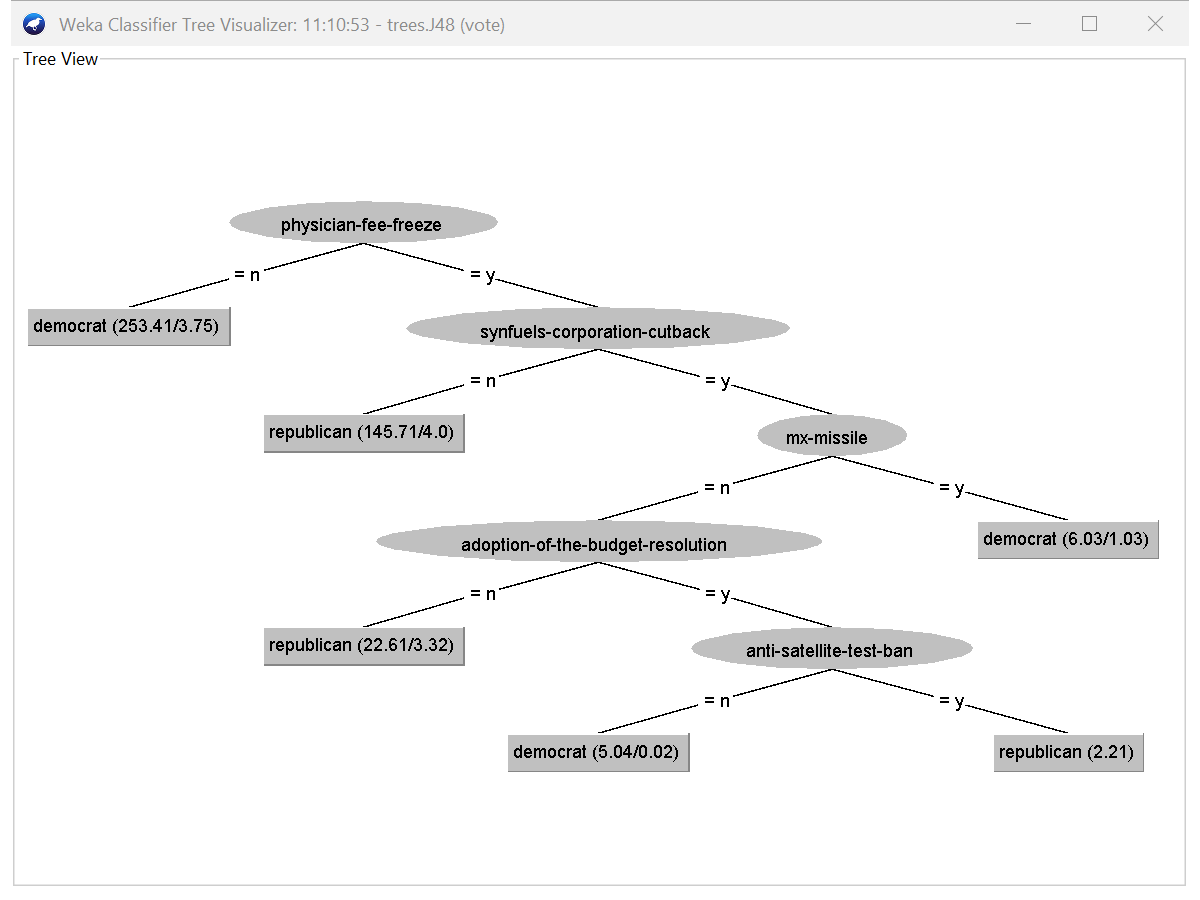 Weka Classifier Tree Visualizer: 11:10:53 - trees.J48 (vote)
Tree View
physician-fee-freeze
= n
= y
democrat (253.41/3.75)
synfuels-corporation-cutback
= n
= y
republican (145.71/4.0)
mx-missile
= n
= y
adoption-of-the-budget-resolution
democrat (6.03/1.03)
= n
= y
republican (22.61/3.32)
anti-satellite-test-ban
= n
= y
democrat (5.04/0.02)
republican (2.21)